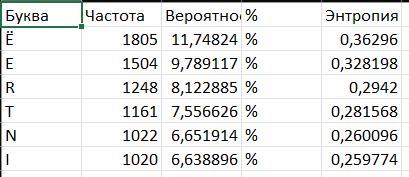 Буква Частота Вероятно % Энтропия
Ё 1805 11,74824 % 0,36296
E 1504 9,789117 % 0,328198
R 1248 8,122885 % 0,2942
T 1161 7,556626 % 0,281568
N 1022 6,651914 % 0,260096
I 1020 6,638896 % 0,259774